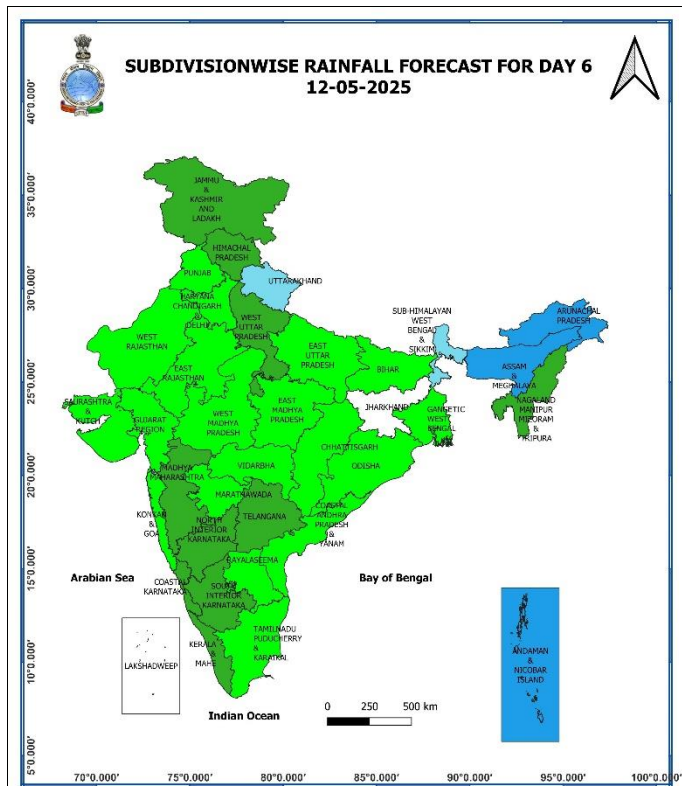 SUBDIVISIONWISE RAINFALL FORECAST FOR DAY 6
12-05-2025
40°0.000'
35°0.000'
30°0.000'
25°0.000'
20°0.000'
15°0.000'
10°0.000'
5°0.000'
JAMMU
&
KASHMIR
AND
LADAKH
HIMACHAL
PRADESH
PUNJAB
UTTARAKHAND
HARYANA
CHANDIGARH
&
DELHI
WEST
UTTAR
PRADESH
WEST
RAJASTHAN
EAST
RAJASTHAN
EAST
UTTAR
PRADESH
BIHAR
SUB-HIMALAYAN
WEST
BENGAL
&
SIKKIM
ARUNACHAL
PRADESH
ASSAM
&
MEGHALAYA
NAGALAND
MANIPUR
MIZORAM
&
TRIPURA
SAURASHTRA
&
KUTCH
GUJARAT
REGION
WEST
MADHYA
PRADESH
EAST
MADHYA
PRADESH
JHARKHAND
GANGETIC
WEST
BENGAL
CHHATTISGARH
ODISHA
MADHYA
MAHARASHTRA
VIDARBHA
MARATHAWADA
KONKAN
&
GOA
NORTH
INTERIOR
KARNATAKA
TELANGANA
COASTAL
ANDHRA
PRADESH
&
YANAM
RAYALASEEMA
COASTAL
KARNATAKA
SOUTH
INTERIOR
KARNATAKA
Arabian Sea
Bay of Bengal
LAKSHADWEEP
KERALA
&
MAHE
TAMILNADU
PUDUCHERRY
&
KARAIKAL
ANDAMAN
&
NICOBAR
ISLAND
Indian Ocean
0 250 500 km
70°0.000' 75°0.000' 80°0.000' 85°0.000' 90°0.000' 95°0.000' 100°0.000'